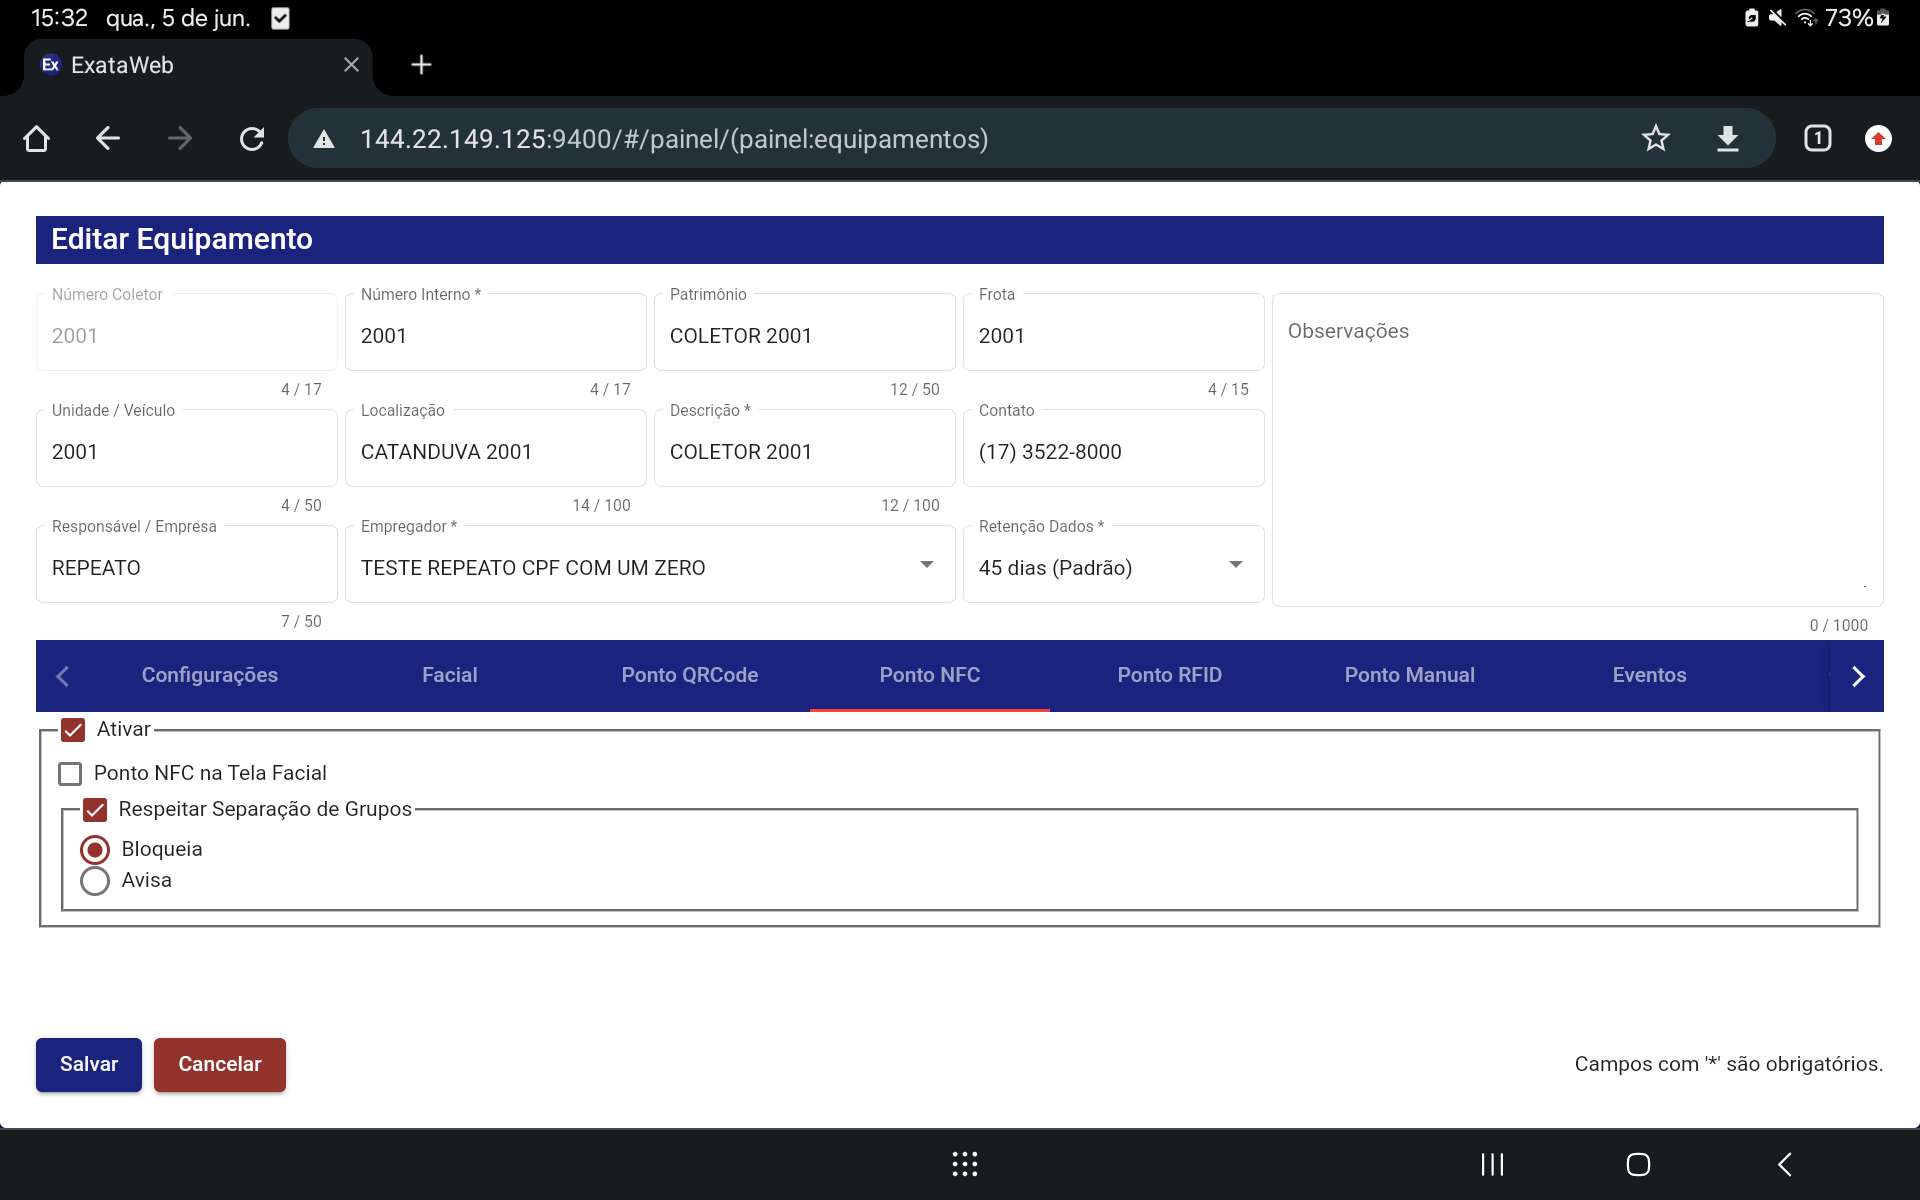 15:32 qua., 5 de jun. 73%
Ex ExataWeb
144.22.149.125:9400/#/painel/(painel:equipamentos) 1
Editar Equipamento
Número Coletor Número Interno * Patrimônio Frota
2001 2001 COLETOR 2001 2001 Observações
4 / 17 4 / 17 12 / 50 4 / 15
Unidade / Veículo Localização Descrição * Contato
2001 CATANDUVA 2001 COLETOR 2001 (17) 3522-8000
4 / 50 14 / 100 12 / 100
Responsável / Empresa Empregador * Retenção Dados *
REPEATO TESTE REPEATO CPF COM UM ZERO 45 dias (Padrão)
7 / 50 0 / 1000
Configurações Facial Ponto QRCode Ponto NFC Ponto RFID Ponto Manual Eventos
Ativar
Ponto NFC na Tela Facial
Respeitar Separação de Grupos
Bloqueia
Avisa
Salvar Cancelar Campos com '*' são obrigatórios.